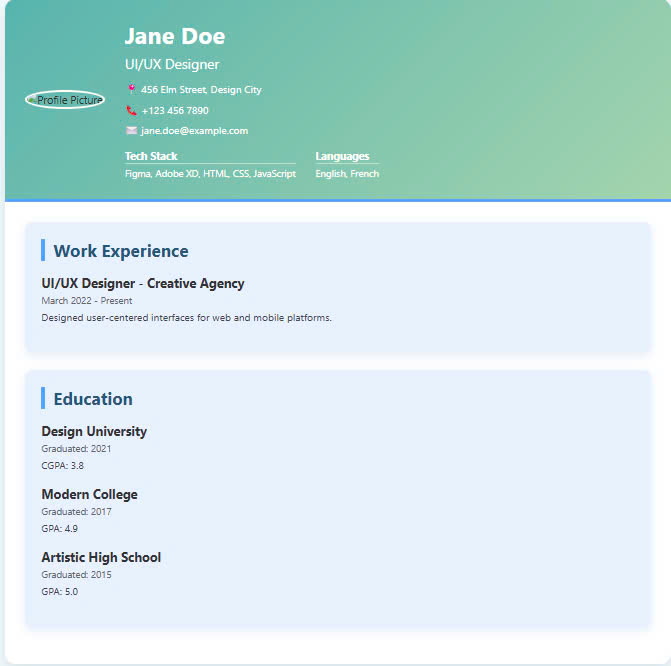 Profile Picture
Jane Doe
UI/UX Designer
456 Elm Street, Design City
+123 456 7890
jane.doe@example.com
Tech Stack
Figma, Adobe XD, HTML, CSS, JavaScript
Languages
English, French
Work Experience
UI/UX Designer - Creative Agency
March 2022 - Present
Designed user-centered interfaces for web and mobile platforms.
Education
Design University
Graduated: 2021
CGPA: 3.8
Modern College
Graduated: 2017
GPA: 4.9
Artistic High School
Graduated: 2015
GPA: 5.0